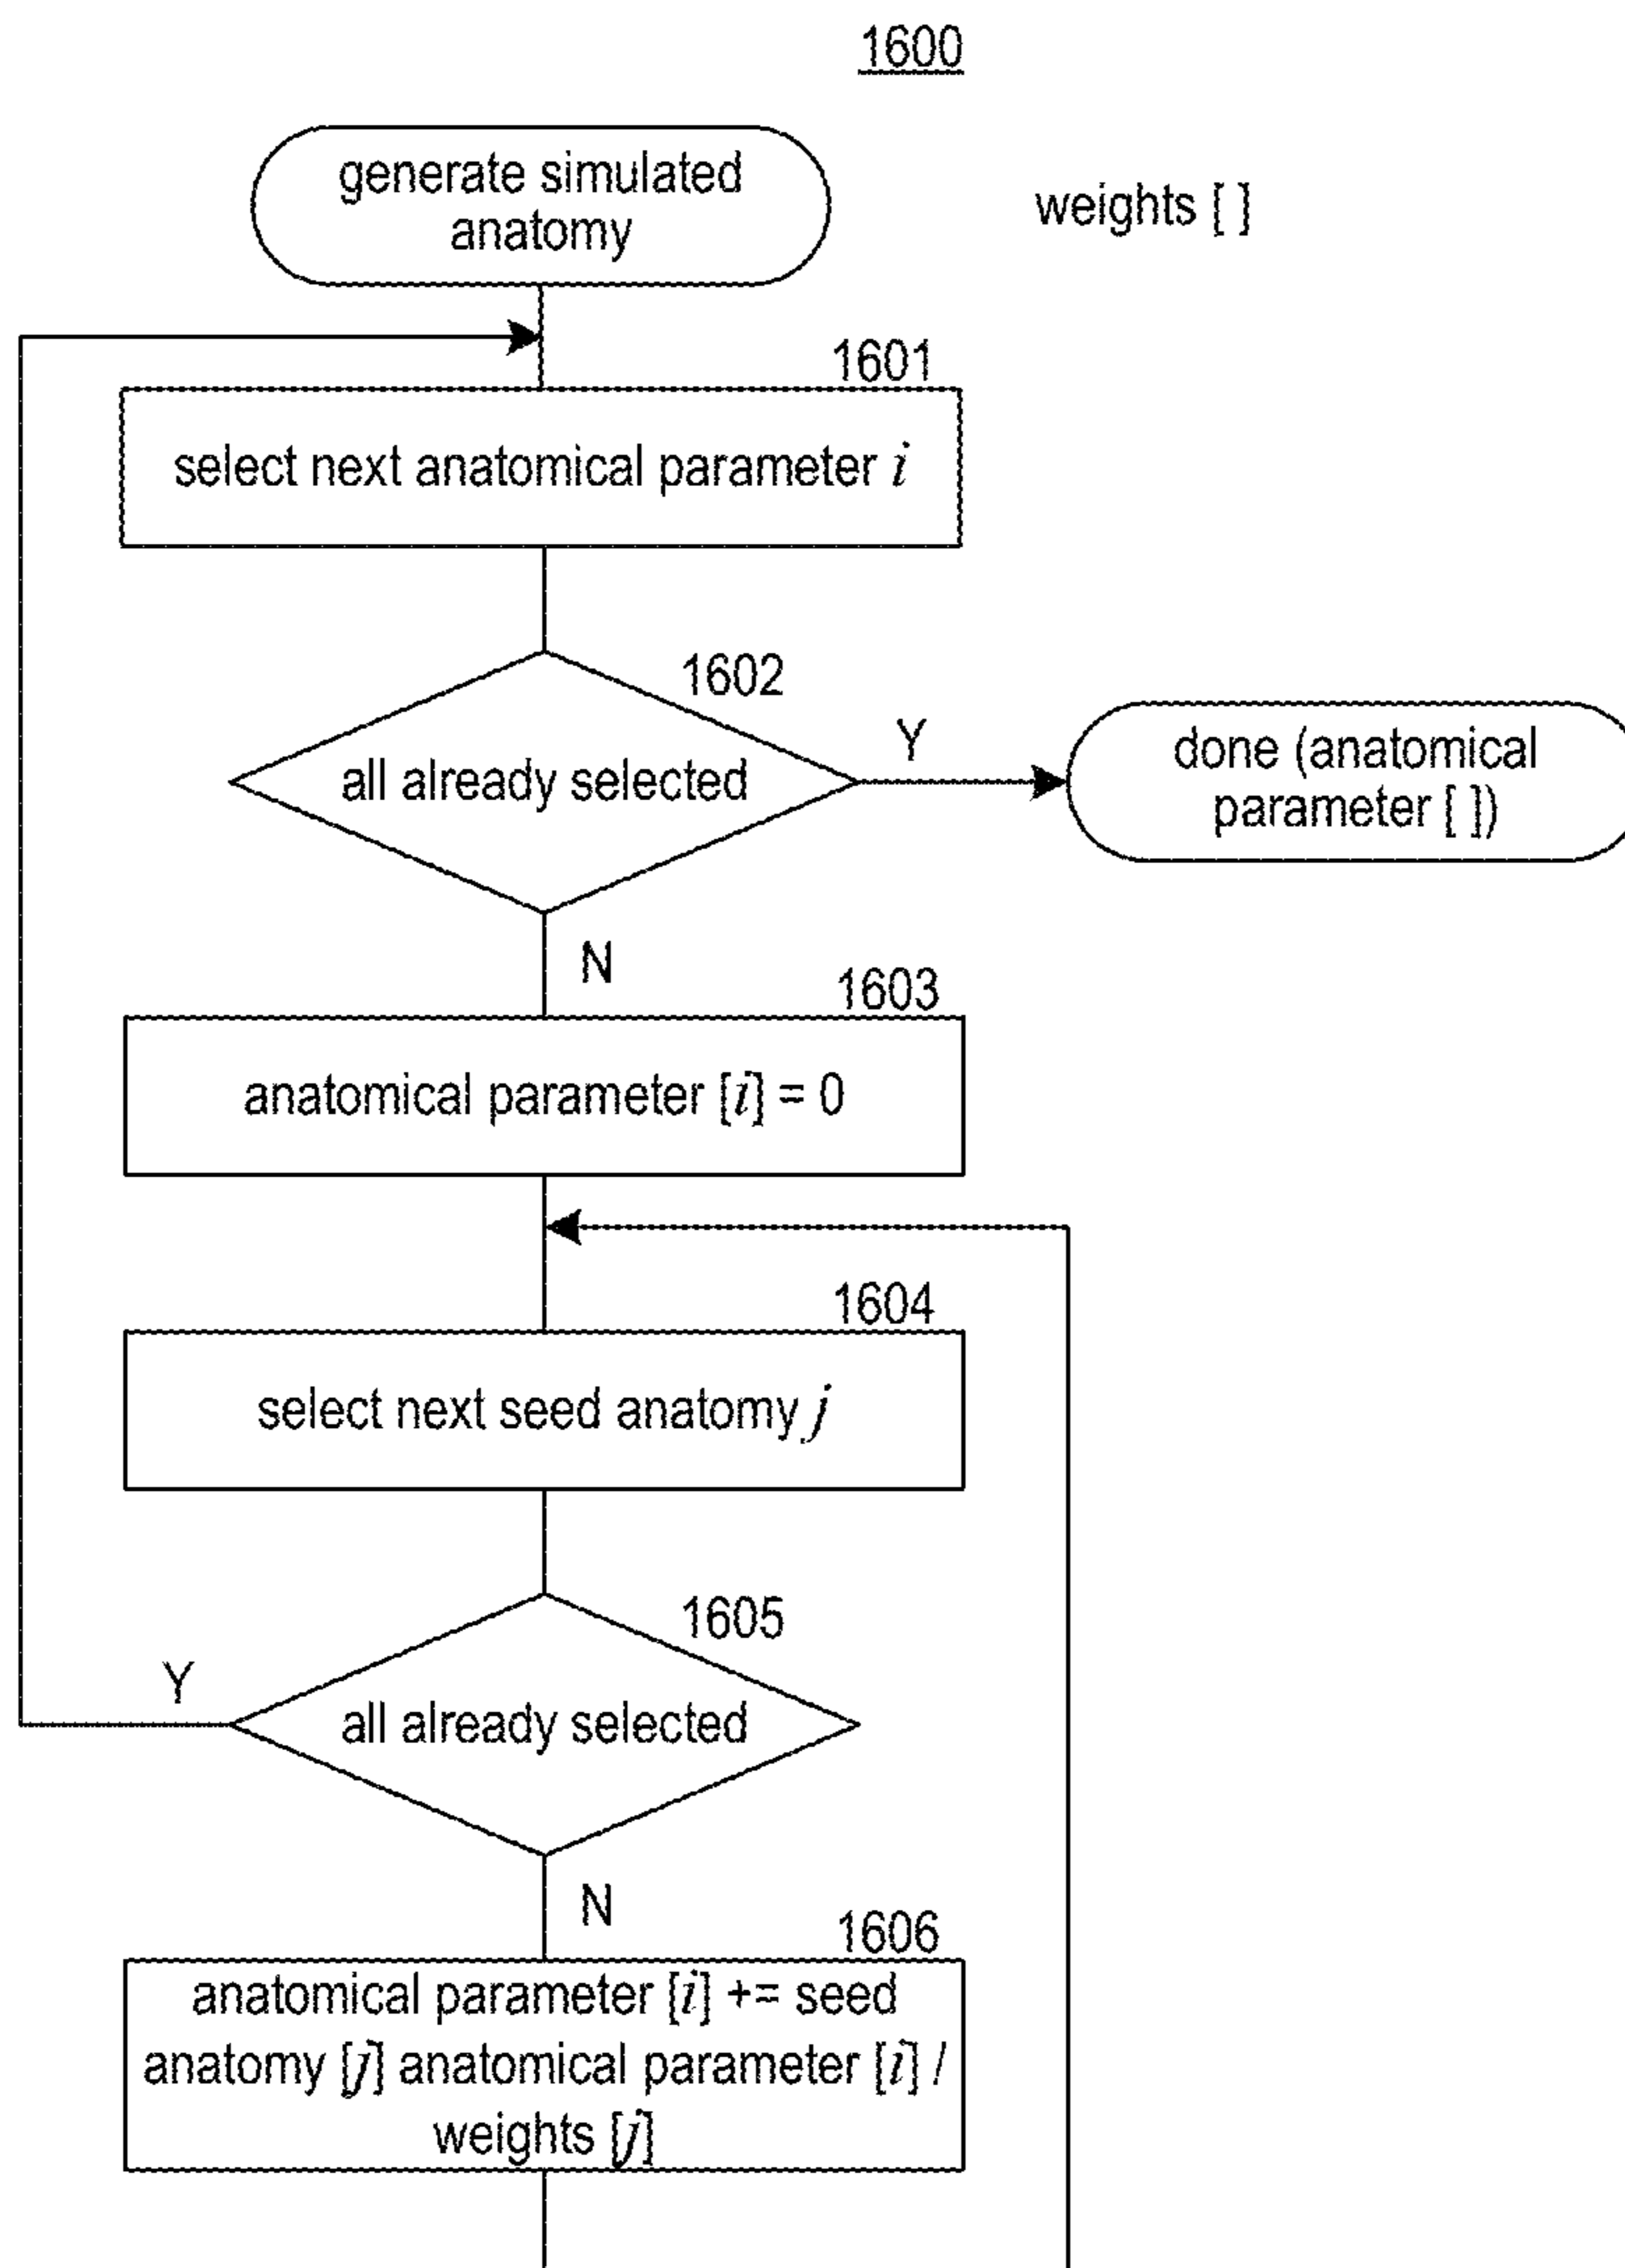 1600
generate simulated
anatomy
weights [ ]
1601
select next anatomical parameter i
1602
all already selected
Y
done (anatomical
parameter [ ])
N
1603
anatomical parameter [i] = 0
1604
select next seed anatomy j
1605
Y
all already selected
N
1606
anatomical parameter [i] += seed
anatomy [j] anatomical parameter [i] /
weights [j]